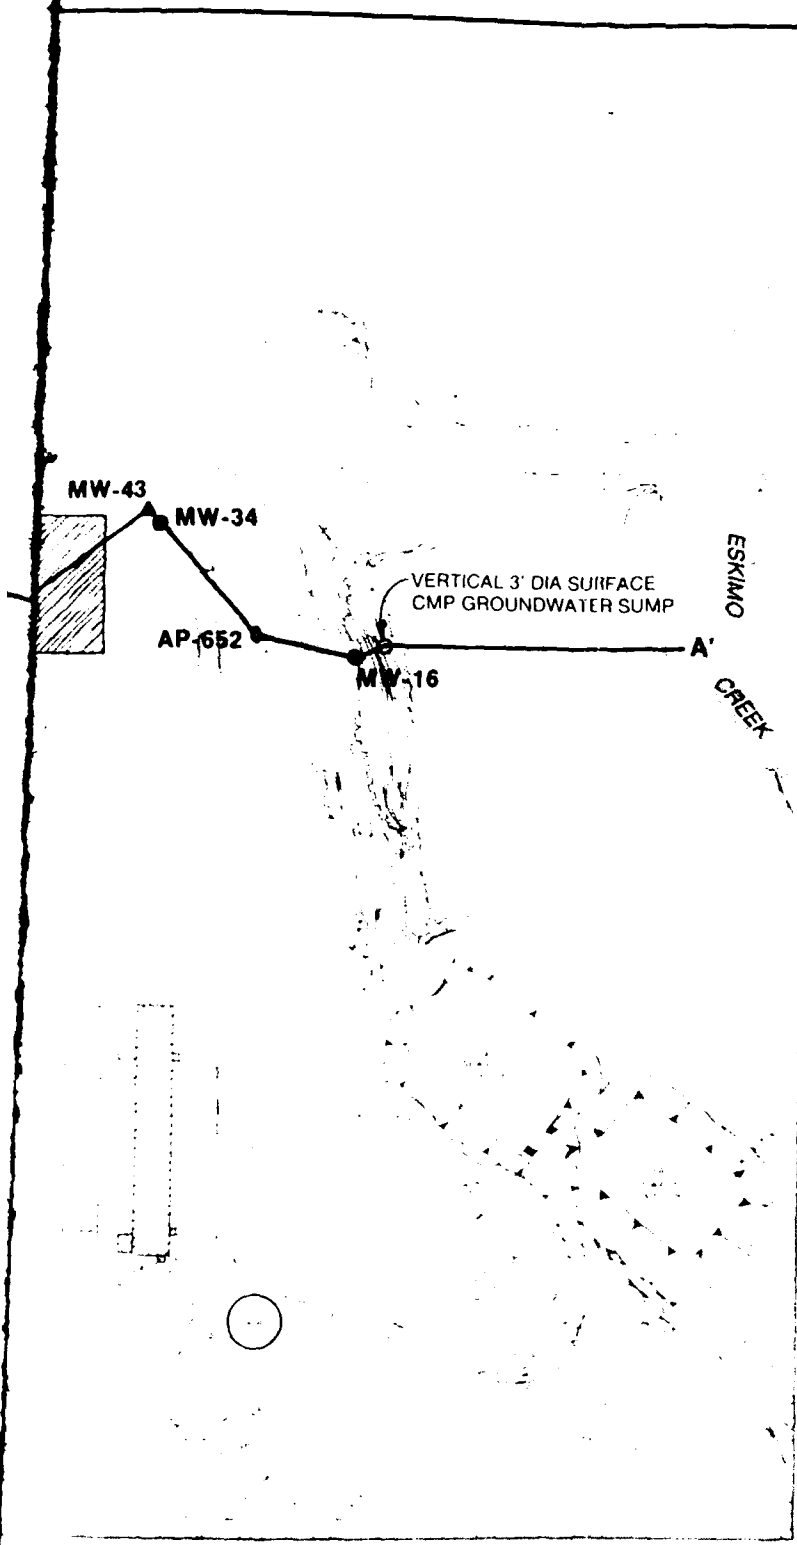 MW-43
MW-34
ESKIMO
VERTICAL 3' DIA SURFACE
CMP GROUNDWATER SUMP
AP-652
A'
MW-16
CREEK